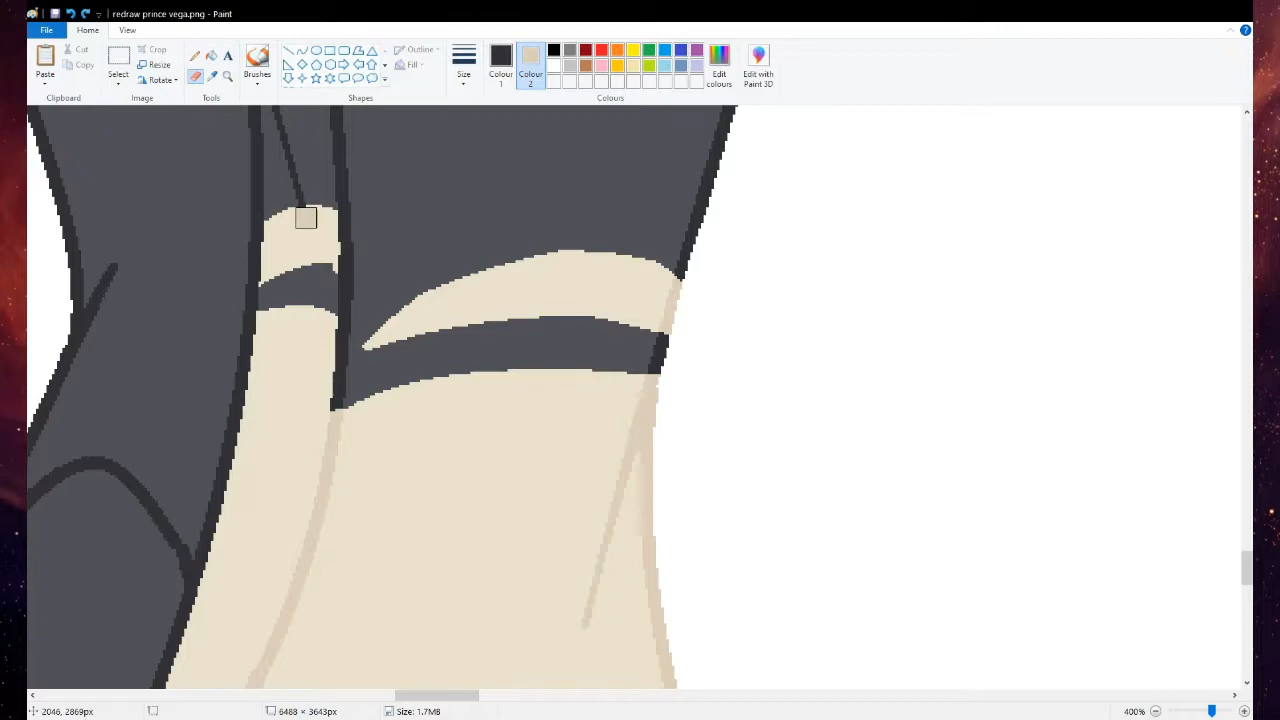 redraw prince vega.png - Paint
File
Home
View
Paste
Cut
Copy
Clipboard
Select
Crop
Resize
Rotate
Image
A
Tools
Brushes
Outline
Fill
Shapes
Size
Colour 1
Colour 2
Edit colours
Edit with Paint 3D
Colours
2046, 2869px
6488 × 3643px
Size: 1.7MB
400%